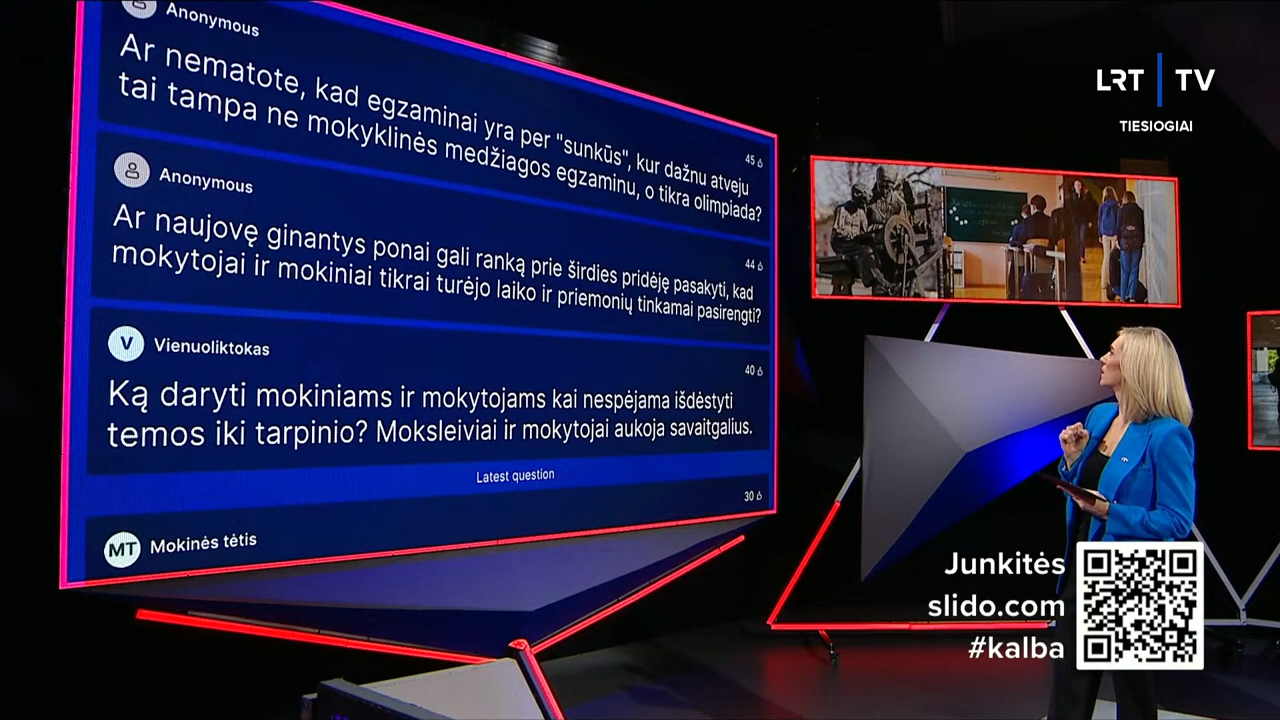 Anonymous
Ar nematote, kad egzaminai yra per "sunkūs", kur dažnu atveju
tai tampa ne mokyklinės medžiagos egzaminu, o tikra olimpiada?
45
Anonymous
Ar naujovę ginantys ponai gali ranką prie širdies pridėję pasakyti, kad
mokytojai ir mokiniai tikrai turėjo laiko ir priemonių tinkamai pasirengti?
44
V Vienuoliktokas
40
Ką daryti mokiniams ir mokytojams kai nespėjama išdėstyti
temos iki tarpinio? Moksleiviai ir mokytojai aukoja savaitgalius.
Latest question
30
MT Mokinės tėtis
LRT TV
TIESIOGIAI
Junkitės
slido.com
#kalba